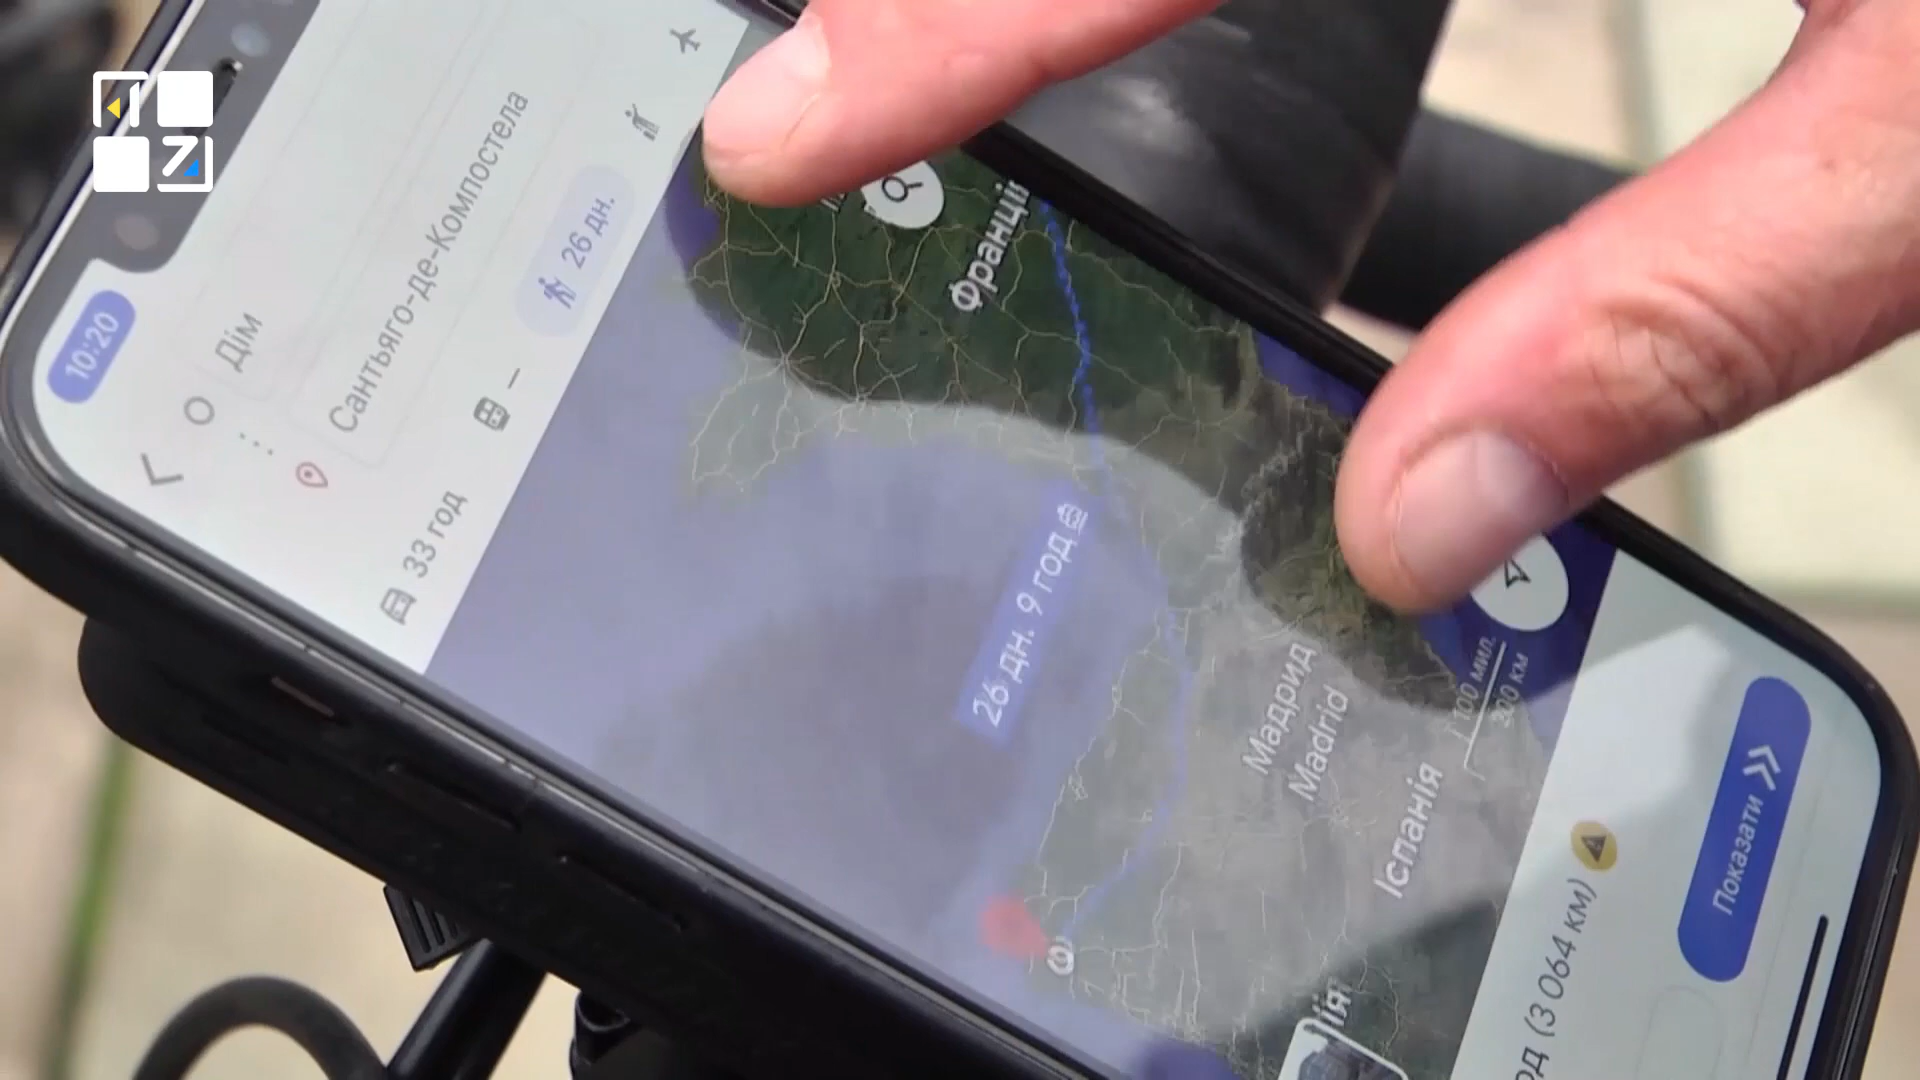 10:20
Дім
Сантьяго-де-Компостела
33 год
—
26 дн.
Франція
26 дн. 9 год
Мадрид
Madrid
Іспанія
100 мил.
200 км
(3 064 км)
Показати